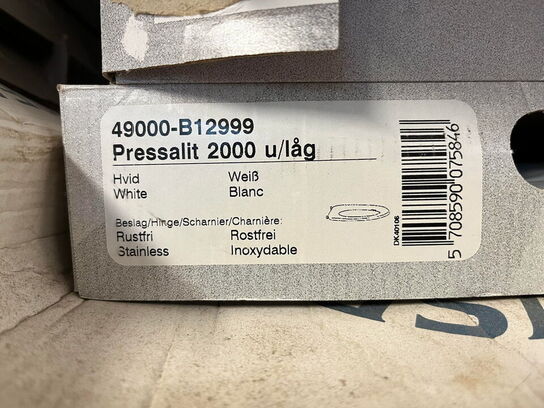 49000-B12999
Pressalit 2000 u/låg
Hvid Weiß
White Blanc
Beslag/Hinge/Scharnier/Charnière:
Rustfri Rostfrei
Stainless Inoxydable
DK40106
5 708590 075846